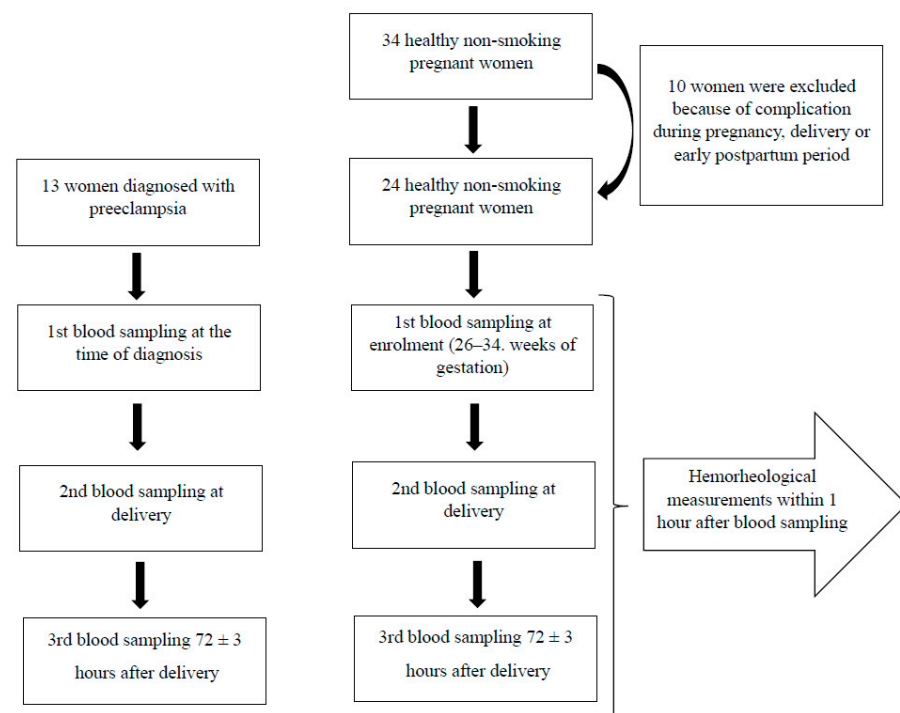 34 healthy non-smoking
pregnant women
10 women were excluded
because of complication
during pregnancy, delivery or
early postpartum period
13 women diagnosed with
preeclampsia
24 healthy non-smoking
pregnant women
1st blood sampling at the
time of diagnosis
1st blood sampling at
enrolment (26–34. weeks of
gestation)
2nd blood sampling at
delivery
2nd blood sampling at
delivery
Hemorheological
measurements within 1
hour after blood sampling
3rd blood sampling 72 ± 3
hours after delivery
3rd blood sampling 72 ± 3
hours after delivery